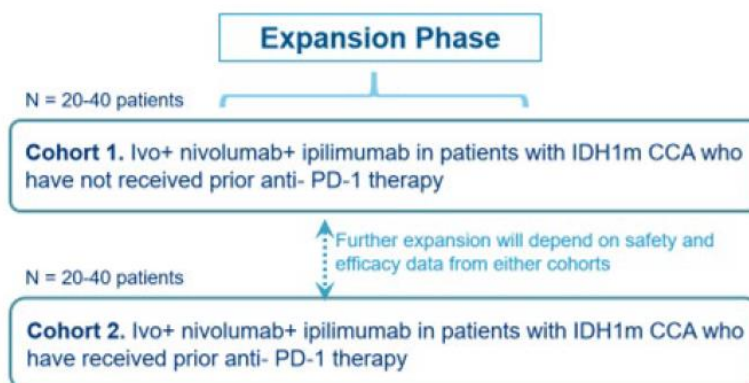 Expansion Phase
N = 20-40 patients
Cohort 1. Ivo+ nivolumab+ ipilimumab in patients with IDH1m CCA who
have not received prior anti- PD-1 therapy
Further expansion will depend on safety and
efficacy data from either cohorts
N = 20-40 patients
Cohort 2. Ivo+ nivolumab+ ipilimumab in patients with IDH1m CCA who
have received prior anti- PD-1 therapy